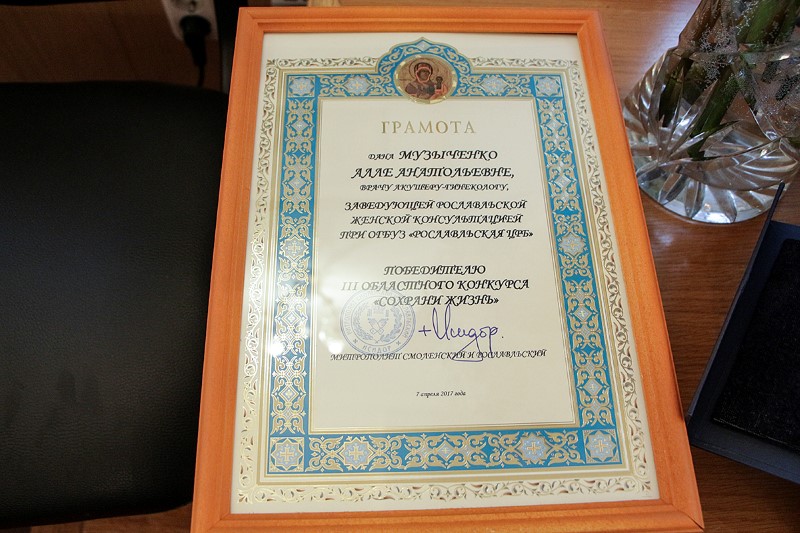 ГРАМОТА
ДАНА МУЗЫЧЕНКО
АЛЛЕ АНАТОЛЬЕВНЕ,
ВРАЧУ АКУШЕРУ-ГИНЕКОЛОГУ,
ЗАВЕДУЮЩЕЙ РОСЛАВЛЬСКОЙ
ЖЕНСКОЙ КОНСУЛЬТАЦИЕЙ
ПРИ ОГБУЗ «РОСЛАВЛЬСКАЯ ЦРБ»
ПОБЕДИТЕЛЮ
III ОБЛАСТНОГО КОНКУРСА
«СОХРАНИ ЖИЗНЬ»
+Исидор.
МИТРОПОЛИТ СМОЛЕНСКИЙ И РОСЛАВЛЬСКИЙ
7 апреля 2017 года